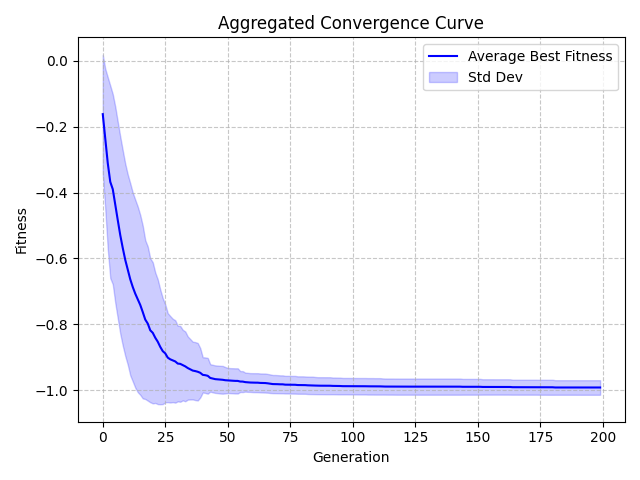 Aggregated Convergence Curve
Average Best Fitness
Std Dev
Fitness
0.0
−0.2
−0.4
−0.6
−0.8
−1.0
0 25 50 75 100 125 150 175 200
Generation